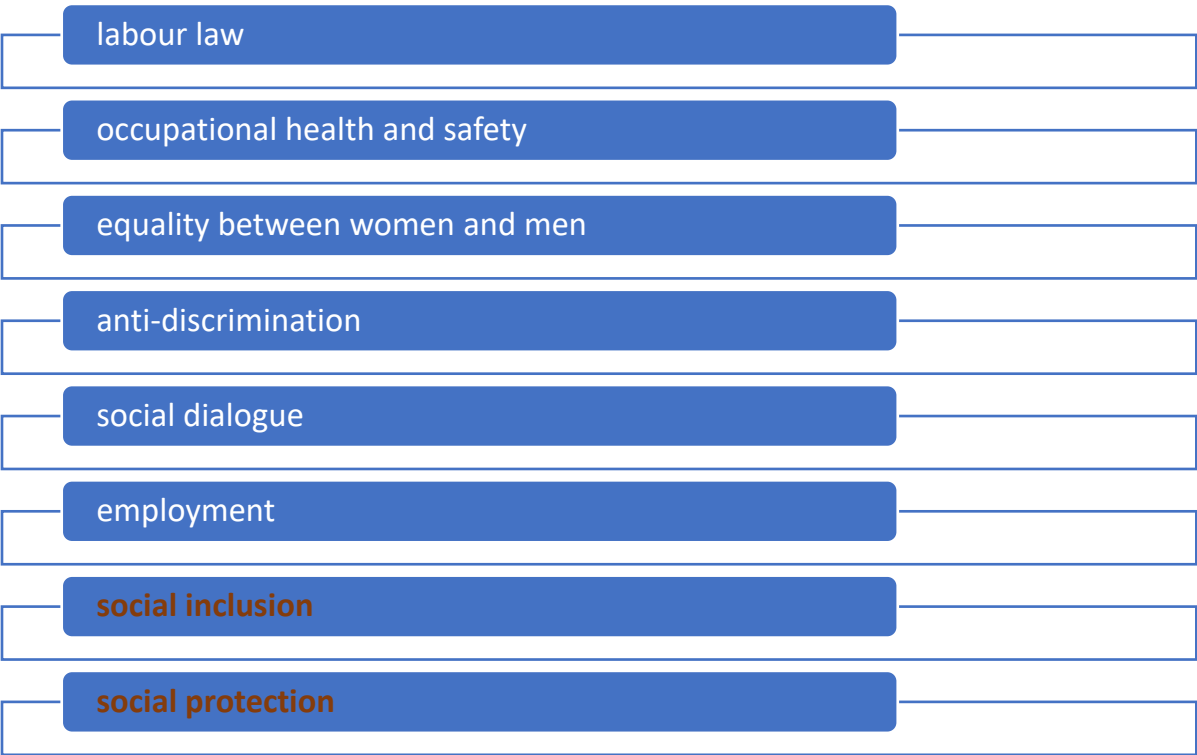 labour law
occupational health and safety
equality between women and men
anti-discrimination
social dialogue
employment
social inclusion
social protection